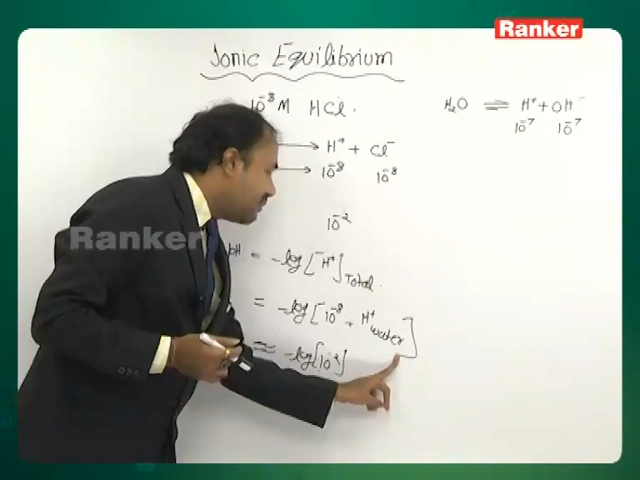 Ranker
Ionic Equilibrium
10⁻⁸ M HCl.
H₂O ⇌ H⁺ + OH⁻
10⁻⁷ 10⁻⁷
→ H⁺ + Cl⁻
→ 10⁻⁸ 10⁻⁸
10⁻²
Ranker
pH = -log[H⁺]Total.
= -log[10⁻⁸ + H⁺water]
≈ -log[10⁻²]